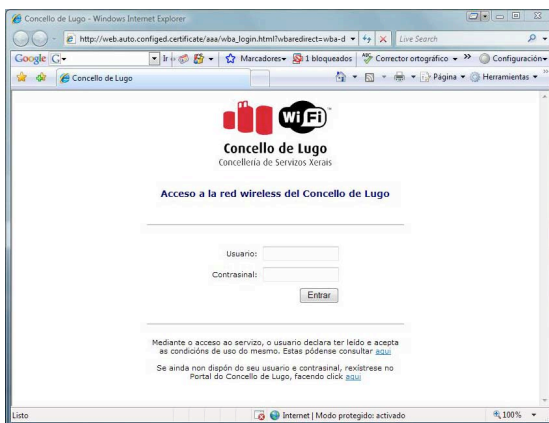 Concello de Lugo - Windows Internet Explorer
http://web.auto.configed.certificate/aaa/wba_login.html?wbaredirect=wba-d
Live Search
Google G Ir Marcadores 1 bloqueados Corrector ortográfico Configuración
Concello de Lugo Página Herramientas
WiFi
Concello de Lugo
Concellería de Servizos Xerais
Acceso a la red wireless del Concello de Lugo
Usuario:
Contrasinal:
Entrar
Mediante o acceso ao servizo, o usuario declara ter leído e acepta
as condicións de uso do mesmo. Estas pódense consultar aqui
Se ainda non dispón do seu usuario e contrasinal, rexístrese no
Portal do Concello de Lugo, facendo click aqui
Listo Internet | Modo protegido: activado 100%